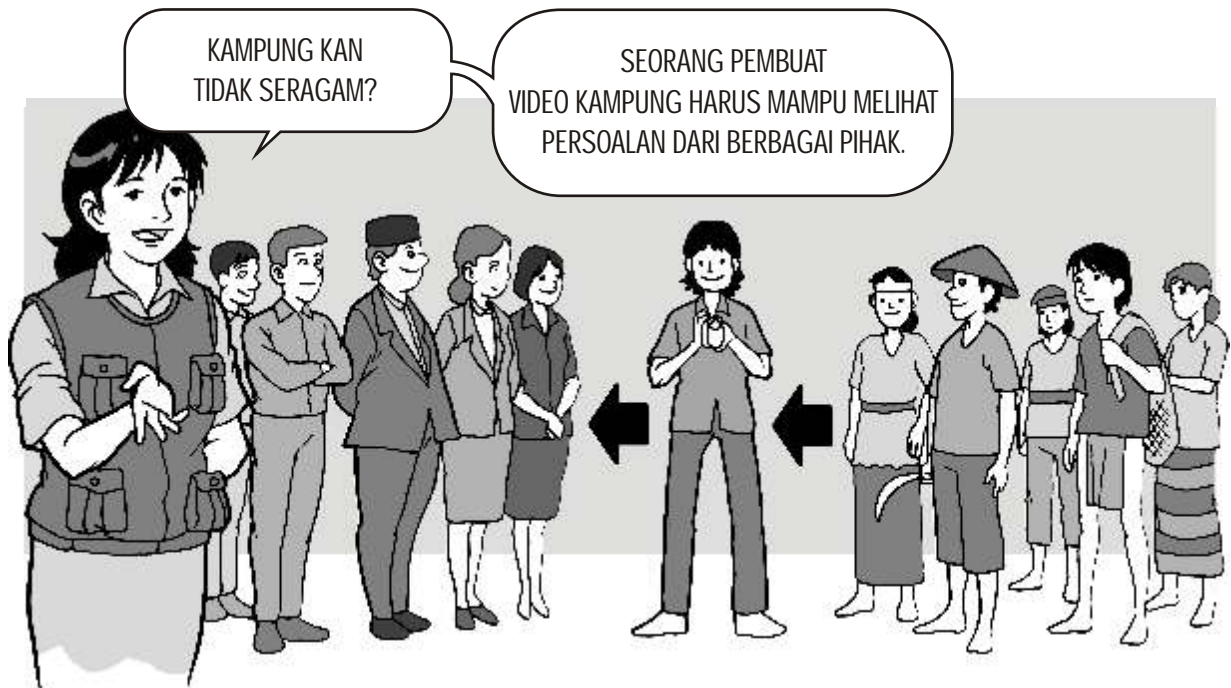 KAMPUNG KAN
TIDAK SERAGAM?
SEORANG PEMBUAT
VIDEO KAMPUNG HARUS MAMPU MELIHAT
PERSOALAN DARI BERBAGAI PIHAK.